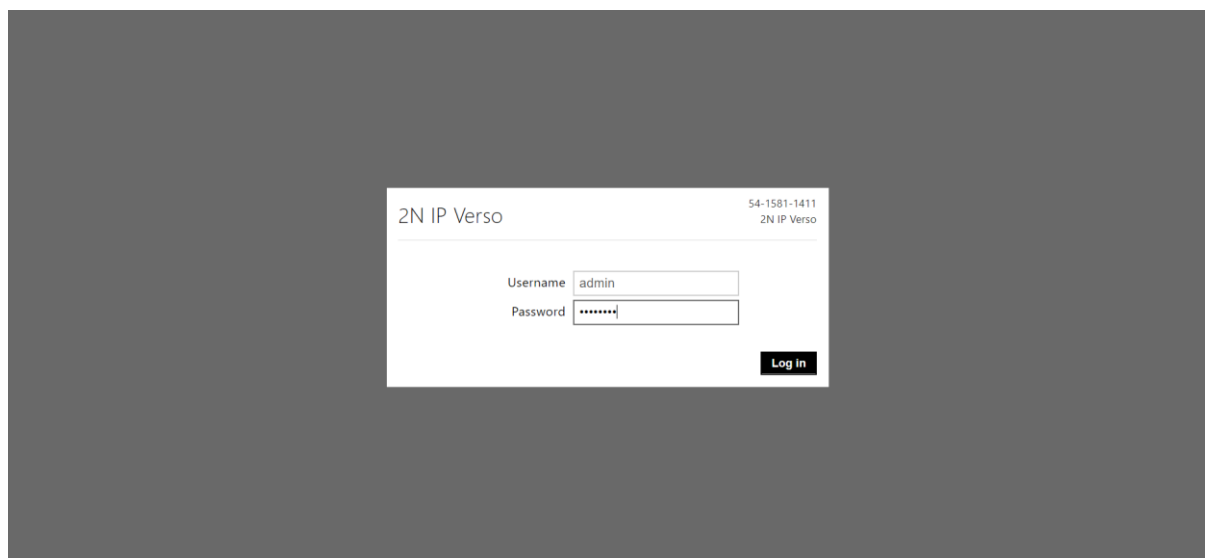 2N IP Verso
54-1581-1411
2N IP Verso
Username admin
Password ••••••••
Log in